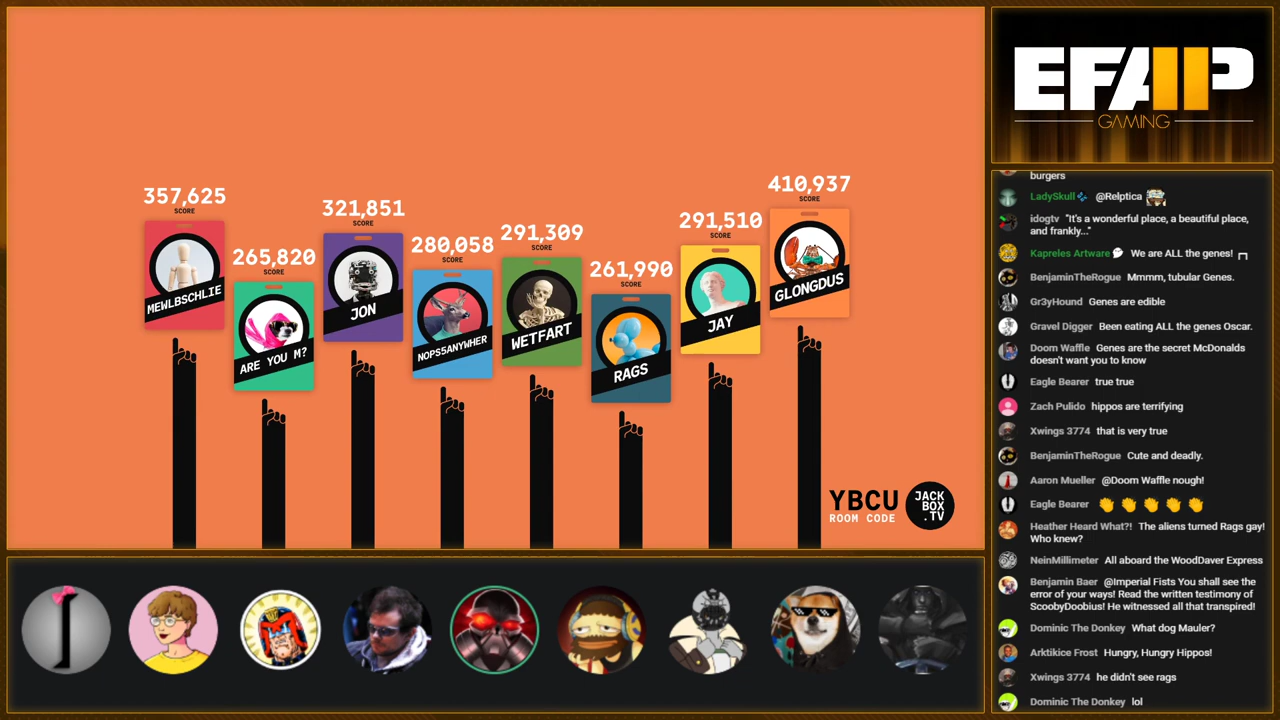 357,625
SCORE
MEWLBSCHLIE
265,820
SCORE
ARE YOU M?
321,851
SCORE
JON
280,058
SCORE
NOPS5ANYWHER
291,309
SCORE
WETFART
261,990
SCORE
RAGS
291,510
SCORE
JAY
410,937
SCORE
GLONGDUS
YBCU
ROOM CODE
JACK
BOX
.TV
EFAP
GAMING
burgers
LadySkull @Relptica
idogtv "It's a wonderful place, a beautiful place,
and frankly..."
Kapreles Artware We are ALL the genes!
BenjaminTheRogue Mmmm, tubular Genes.
Gr3yHound Genes are edible
Gravel Digger Been eating ALL the genes Oscar.
Doom Waffle Genes are the secret McDonalds
doesn't want you to know
Eagle Bearer true true
Zach Pulido hippos are terrifying
Xwings 3774 that is very true
BenjaminTheRogue Cute and deadly.
Aaron Mueller @Doom Waffle nough!
Eagle Bearer 👏 👏 👏 👏 👏
Heather Heard What?! The aliens turned Rags gay!
Who knew?
NeinMillimeter All aboard the WoodDaver Express
Benjamin Baer @Imperial Fists You shall see the
error of your ways! Read the written testimony of
ScoobyDoobius! He witnessed all that transpired!
Dominic The Donkey What dog Mauler?
Arktikice Frost Hungry, Hungry Hippos!
Xwings 3774 he didn't see rags
Dominic The Donkey lol